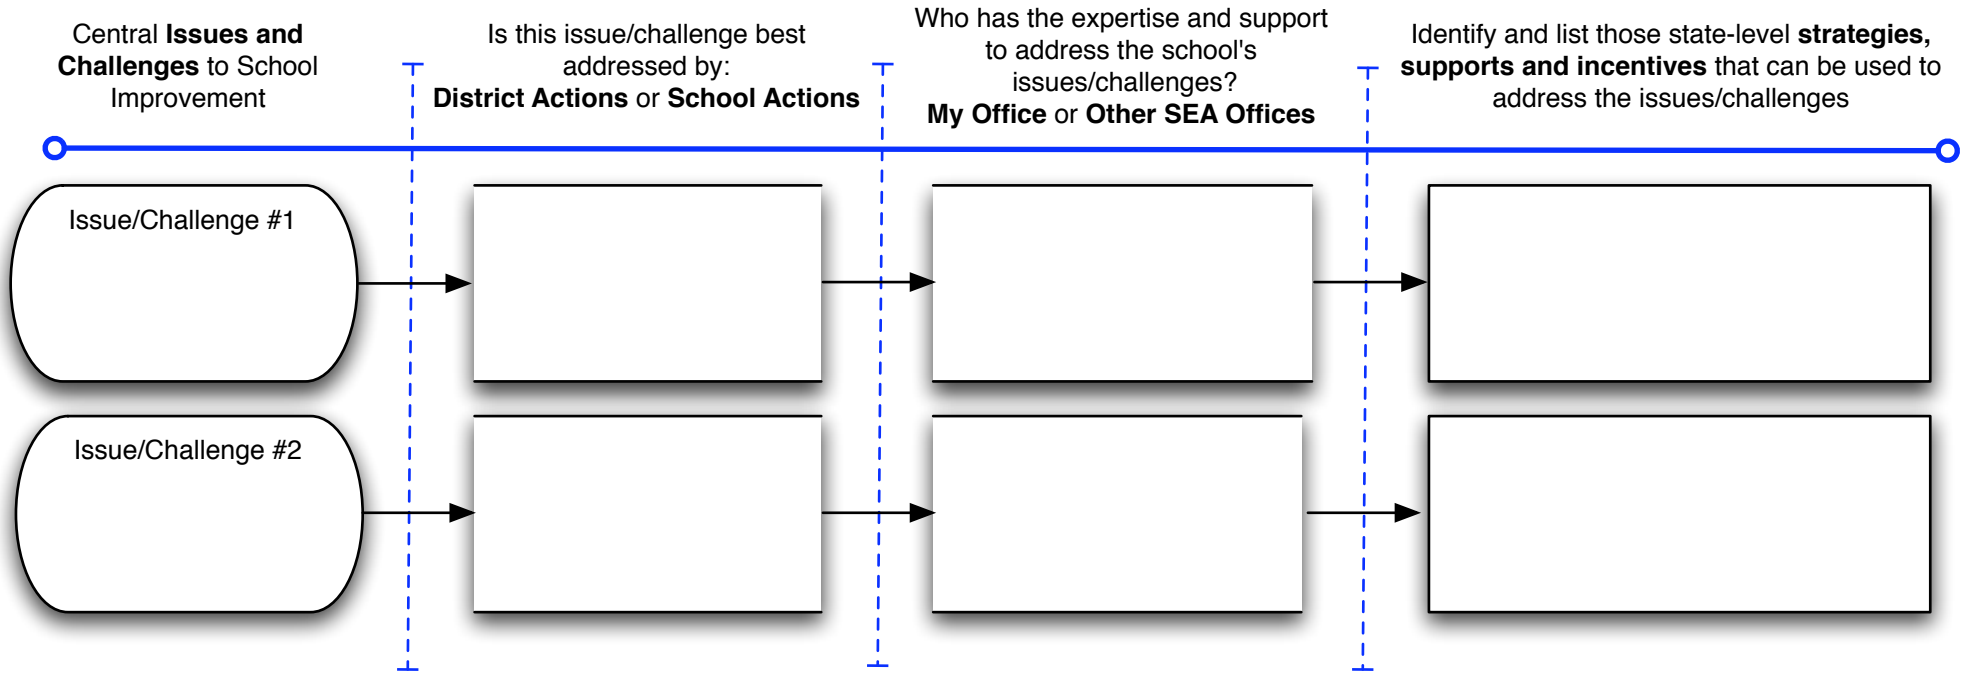 Central Issues and
Challenges to School
Improvement
Is this issue/challenge best
addressed by:
District Actions or School Actions
Who has the expertise and support
to address the school's
issues/challenges?
My Office or Other SEA Offices
Identify and list those state-level strategies,
supports and incentives that can be used to
address the issues/challenges
Issue/Challenge #1
Issue/Challenge #2